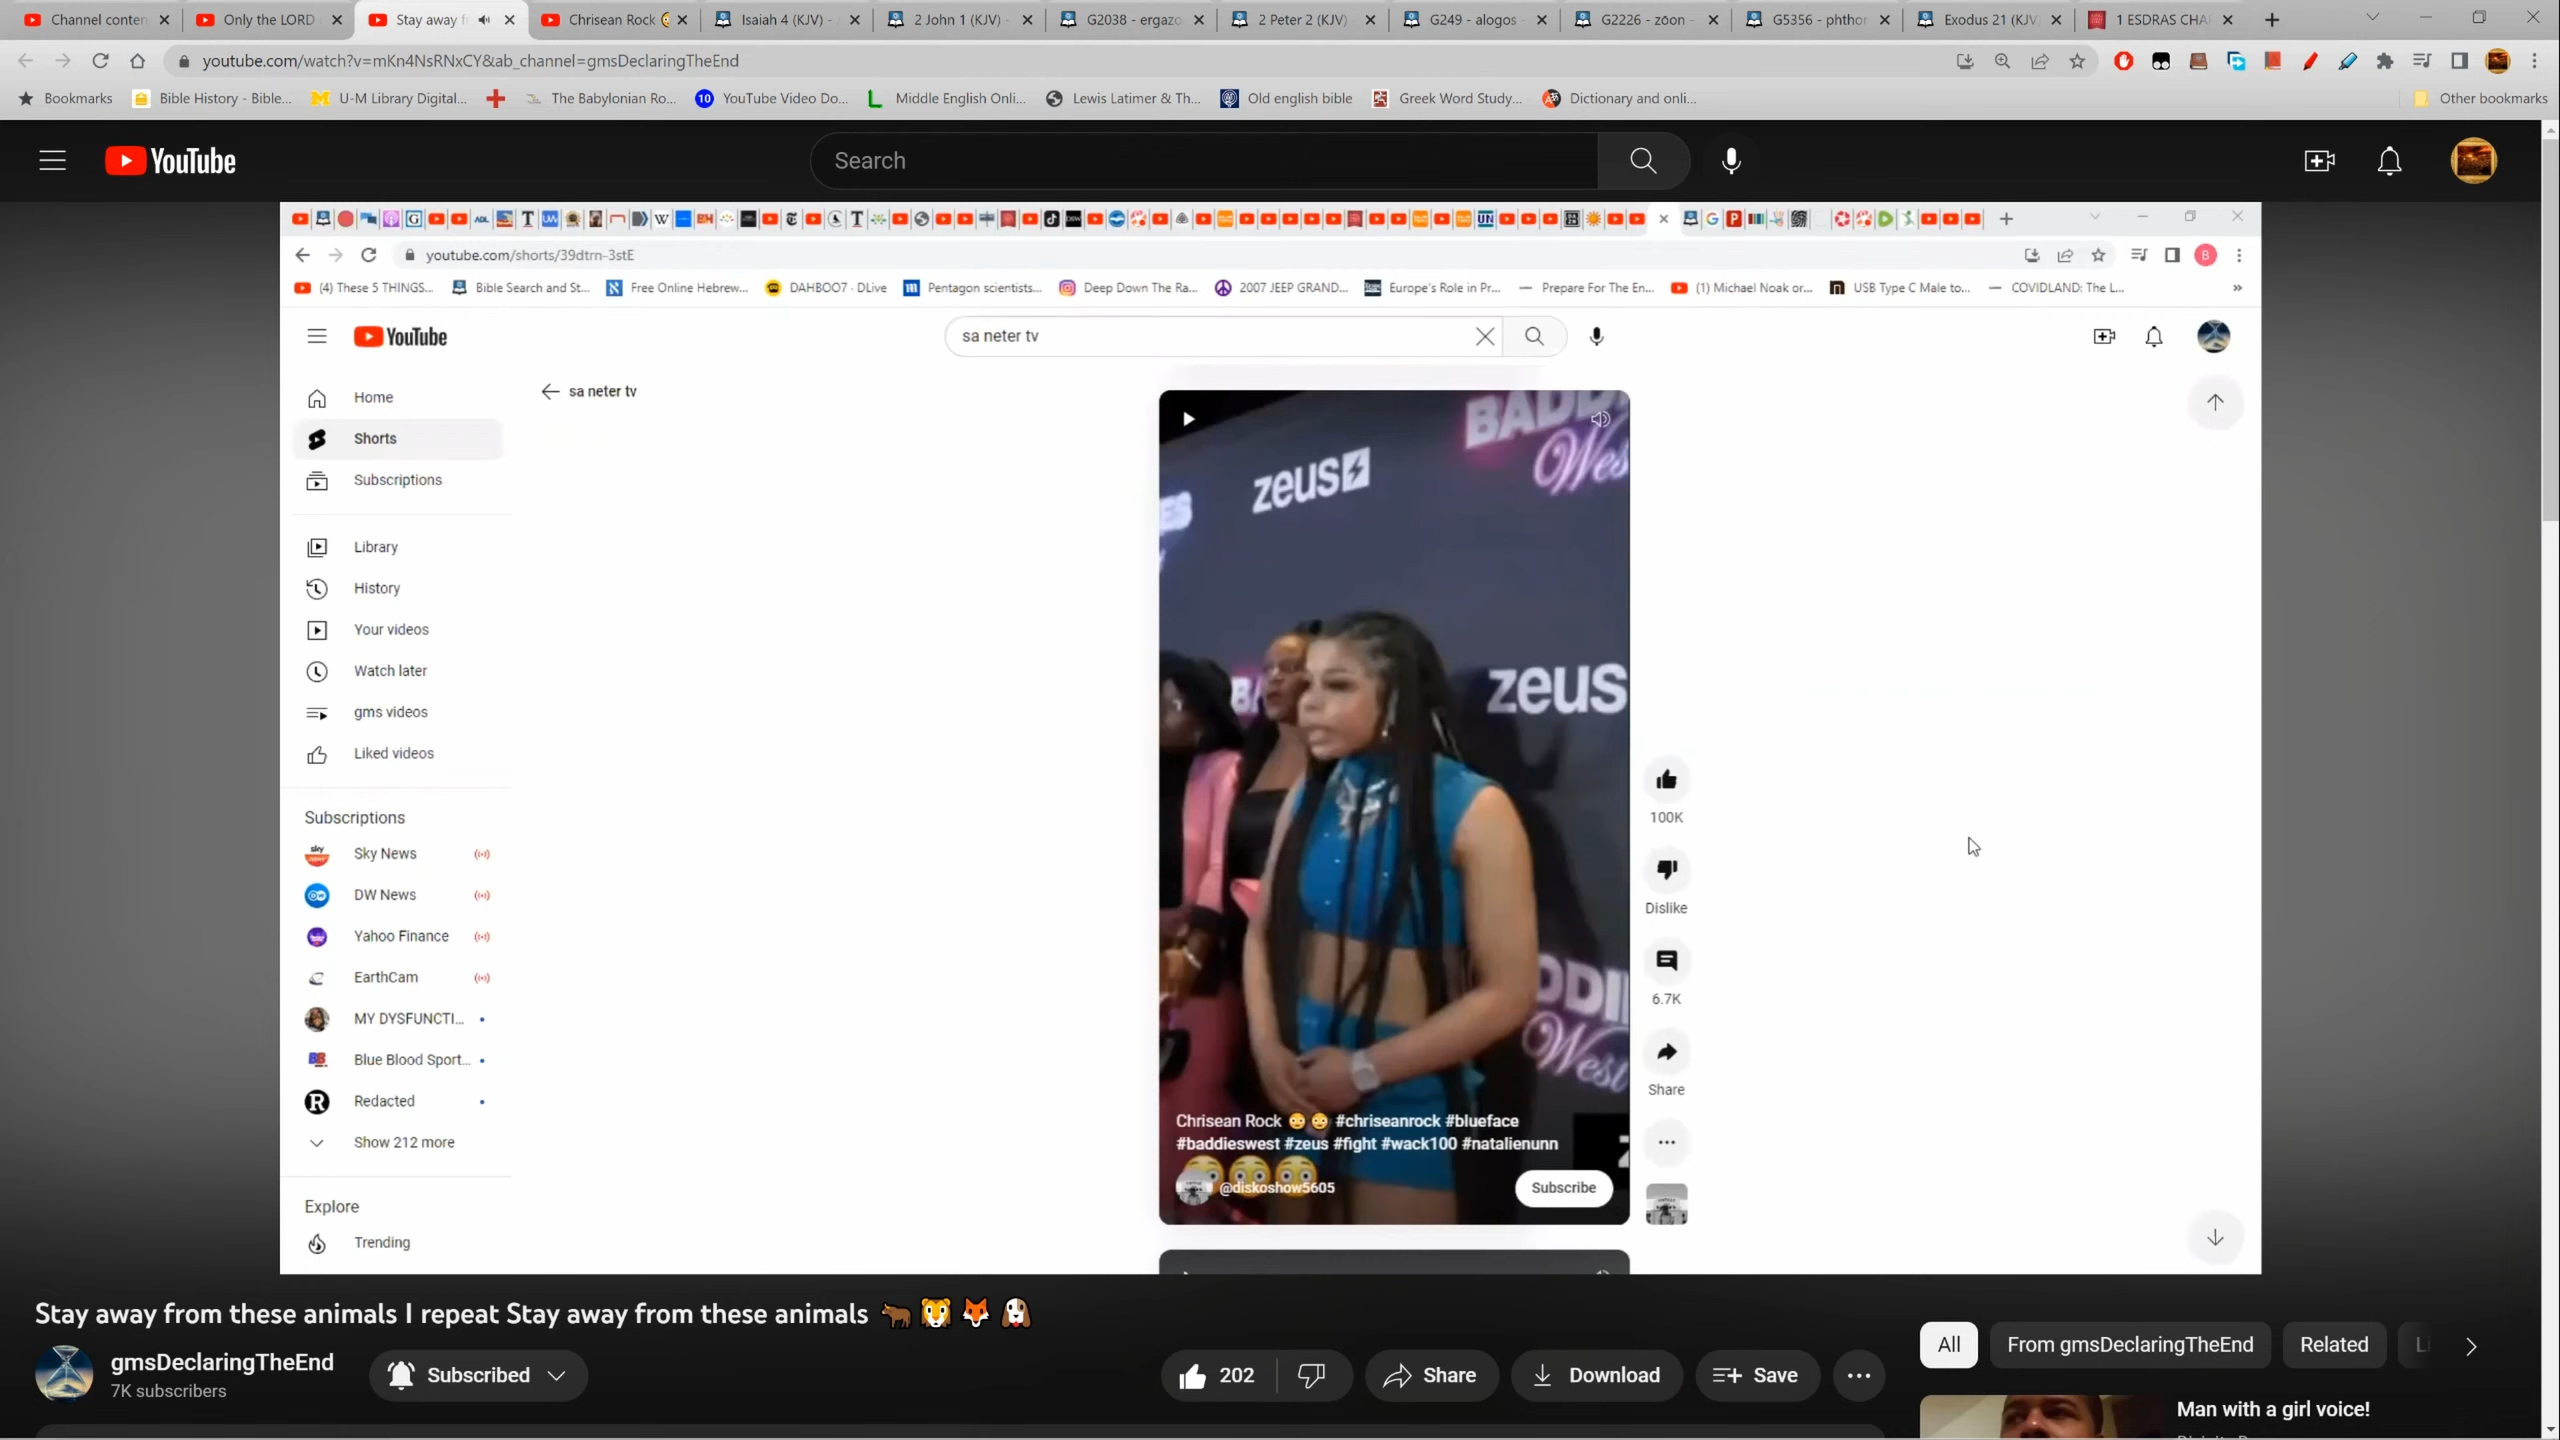 Channel conten
Only the LORD
Stay away f
Chrisean Rock
Isaiah 4 (KJV) -
2 John 1 (KJV) -
G2038 - ergazo
2 Peter 2 (KJV)
G249 - alogos
G2226 - zōon -
G5356 - phthor
Exodus 21 (KJV
1 ESDRAS CHA
youtube.com/watch?v=mKn4NsRNxCY&ab_channel=gmsDeclaringTheEnd
Bookmarks
Bible History - Bible...
U-M Library Digital...
The Babylonian Ro...
10
YouTube Video Do...
Middle English Onli...
Lewis Latimer & Th...
Old english bible
Greek Word Study...
Dictionary and onli...
Other bookmarks
YouTube
Search
youtube.com/shorts/39dtrn-3stE
B
(4) These 5 THINGS...
Bible Search and St...
Free Online Hebrew...
DAHBOO7 - DLive
Pentagon scientists...
Deep Down The Ra...
2007 JEEP GRAND...
Europe's Role in Pr...
Prepare For The En...
(1) Michael Noak or...
USB Type C Male to...
COVIDLAND: The L...
YouTube
sa neter tv
sa neter tv
Home
Shorts
Subscriptions
Library
History
Your videos
Watch later
gms videos
Liked videos
Subscriptions
Sky News
DW News
Yahoo Finance
EarthCam
MY DYSFUNCTI...
Blue Blood Sport...
Redacted
Show 212 more
Explore
Trending
BADD
West
zeus
zeus
DDI
West
100K
Dislike
6.7K
Share
Chrisean Rock 😳 😳 #chriseanrock #blueface
#baddieswest #zeus #fight #wack100 #natalienunn
😳😳😳
@diskoshow5605
Subscribe
Stay away from these animals I repeat Stay away from these animals 🐂 🦁 🦊 🐶
gmsDeclaringTheEnd
7K subscribers
Subscribed
202
Share
Download
Save
All
From gmsDeclaringTheEnd
Related
Man with a girl voice!